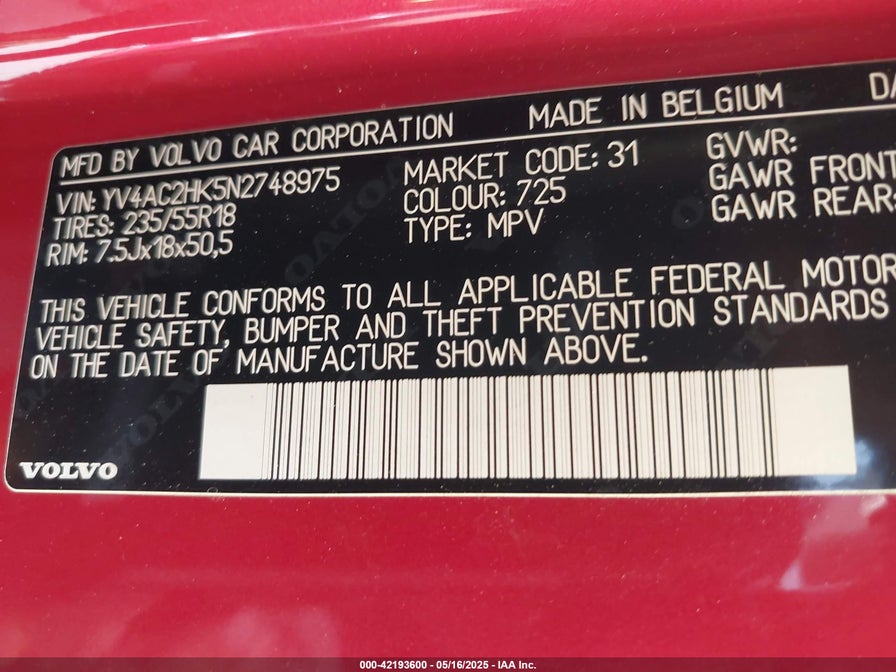 MFD BY VOLVO CAR CORPORATION MADE IN BELGIUM
VIN: YV4AC2HK5N2748975 MARKET CODE: 31 GVWR:
TIRES: 235/55R18 COLOUR: 725 GAWR FRONT
RIM: 7.5Jx18x50,5 TYPE: MPV GAWR REAR:
THIS VEHICLE CONFORMS TO ALL APPLICABLE FEDERAL MOTOR
VEHICLE SAFETY, BUMPER AND THEFT PREVENTION STANDARDS
ON THE DATE OF MANUFACTURE SHOWN ABOVE.
VOLVO
000-42193600 - 05/16/2025 - IAA Inc.